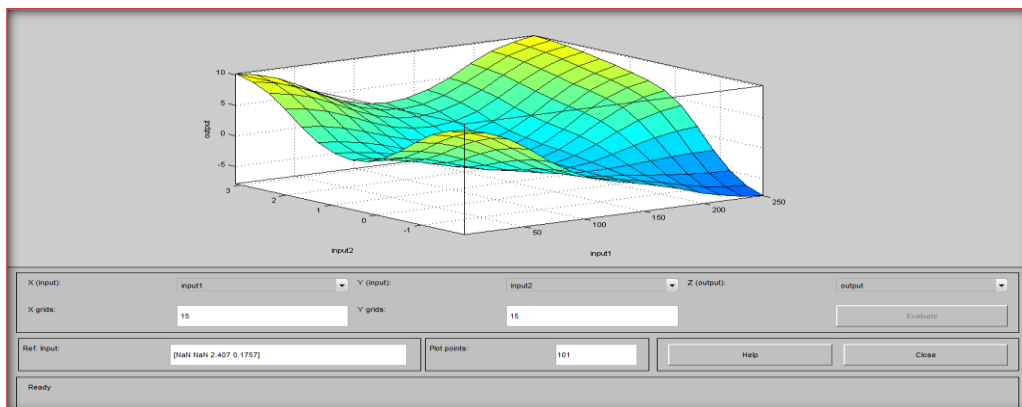 10
5
0
-5
output
3
2
1
0
-1
input2
50
100
150
200
250
input1
X (input): input1 Y (input): input2 Z (output): output
X grids: 15 Y grids: 15 Evaluate
Ref. Input: [NaN NaN 2.407 0.1757] Plot points: 101 Help Close
Ready